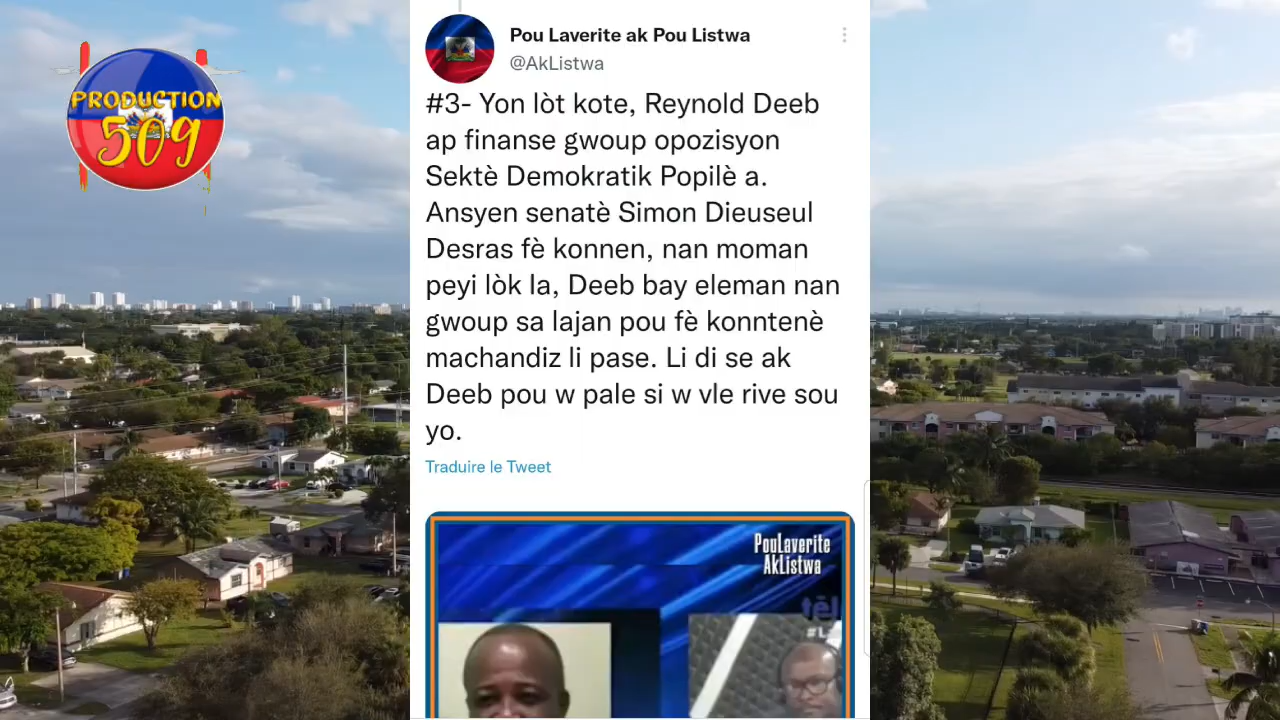 PRODUCTION
509
Pou Laverite ak Pou Listwa
@AkListwa
#3- Yon lòt kote, Reynold Deeb
ap finanse gwoup opozisyon
Sektè Demokratik Popilè a.
Ansyen senatè Simon Dieuseul
Desras fè konnen, nan moman
peyi lòk la, Deeb bay eleman nan
gwoup sa lajan pou fè konntenè
machandiz li pase. Li di se ak
Deeb pou w pale si w vle rive sou
yo.
Traduire le Tweet
PouLaverite
AkListwa